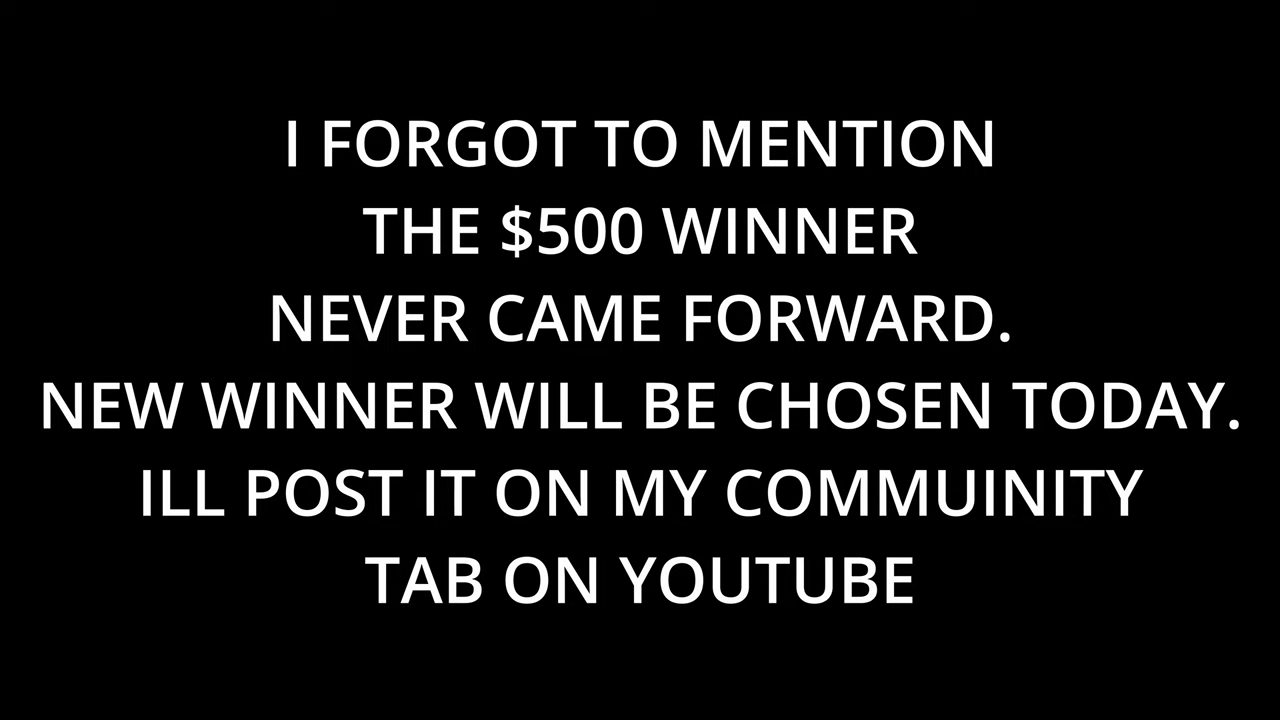 I FORGOT TO MENTION
THE $500 WINNER
NEVER CAME FORWARD.
NEW WINNER WILL BE CHOSEN TODAY.
ILL POST IT ON MY COMMUINITY
TAB ON YOUTUBE